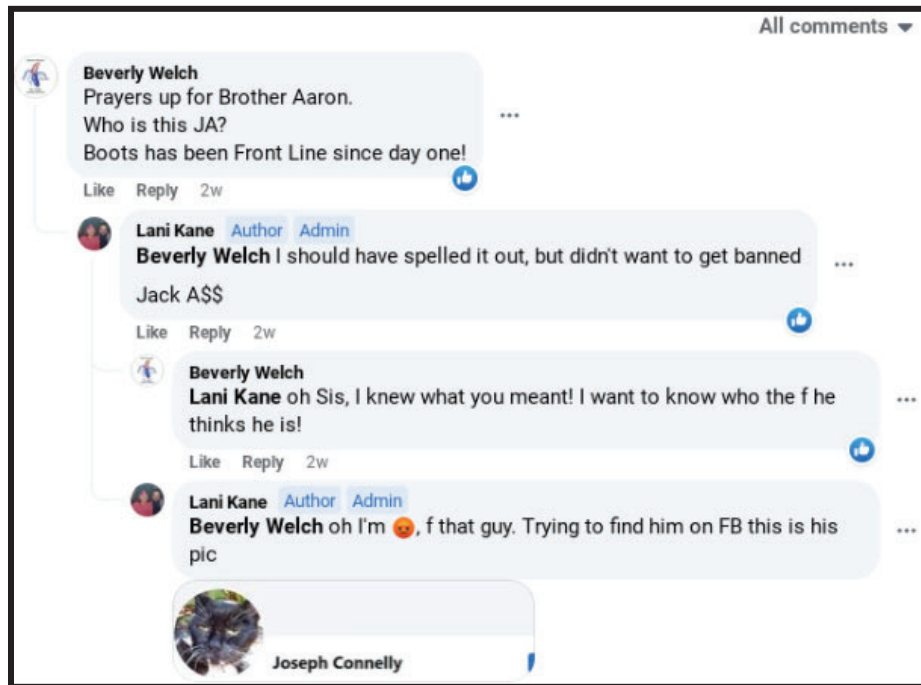 All comments
Beverly Welch
Prayers up for Brother Aaron.
Who is this JA?
Boots has been Front Line since day one!
Like Reply 2w
Lani Kane Author Admin
Beverly Welch I should have spelled it out, but didn't want to get banned
Jack A$$
Like Reply 2w
Beverly Welch
Lani Kane oh Sis, I knew what you meant! I want to know who the f he
thinks he is!
Like Reply 2w
Lani Kane Author Admin
Beverly Welch oh I'm 😡, f that guy. Trying to find him on FB this is his
pic
Joseph Connelly